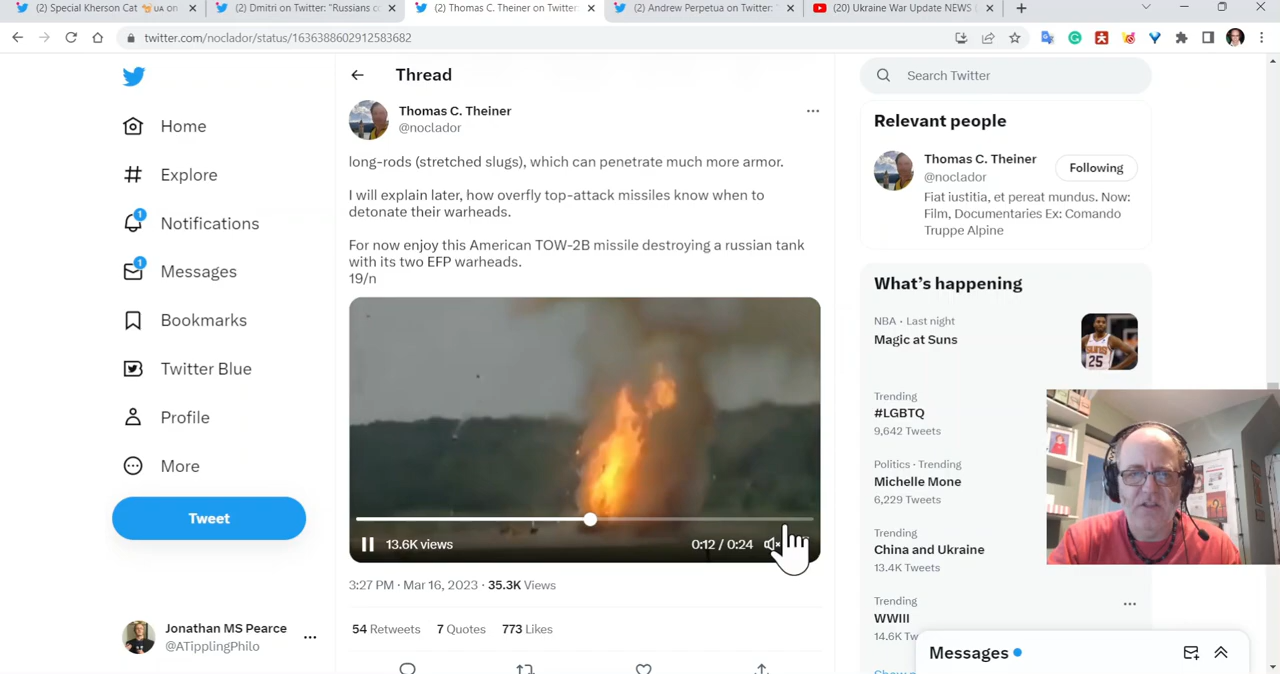 (2) Special Kherson Cat UA on
(2) Dmitri on Twitter: "Russians c
(2) Thomas C. Theiner on Twitter
(2) Andrew Perpetua on Twitter:
(20) Ukraine War Update NEWS
twitter.com/noclador/status/1636388602912583682
Thread
Search Twitter
Home
Explore
1
Notifications
1
Messages
Bookmarks
Twitter Blue
Profile
More
Tweet
Jonathan MS Pearce
@ATipplingPhilo
Thomas C. Theiner
@noclador
long-rods (stretched slugs), which can penetrate much more armor.
I will explain later, how overfly top-attack missiles know when to
detonate their warheads.
For now enjoy this American TOW-2B missile destroying a russian tank
with its two EFP warheads.
19/n
13.6K views
0:12 / 0:24
3:27 PM · Mar 16, 2023 · 35.3K Views
54 Retweets 7 Quotes 773 Likes
Relevant people
Thomas C. Theiner
@noclador
Following
Fiat iustitia, et pereat mundus. Now:
Film, Documentaries Ex: Comando
Truppe Alpine
What's happening
NBA · Last night
Magic at Suns
SUNS
25
Trending
#LGBTQ
9,642 Tweets
Politics · Trending
Michelle Mone
6,229 Tweets
Trending
China and Ukraine
13.4K Tweets
Trending
WWIII
14.6K Tw
Messages